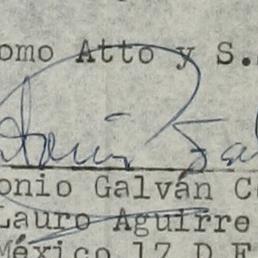 omo Atto y S.
onio Galván C
Lauro Aguirre
México 17 D F